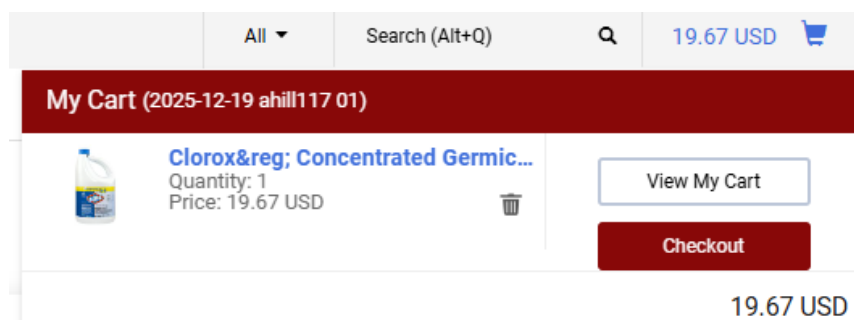 All
Search (Alt+Q)
19.67 USD
My Cart (2025-12-19 ahill117 01)
Clorox&reg; Concentrated Germic...
Quantity: 1
Price: 19.67 USD
View My Cart
Checkout
19.67 USD